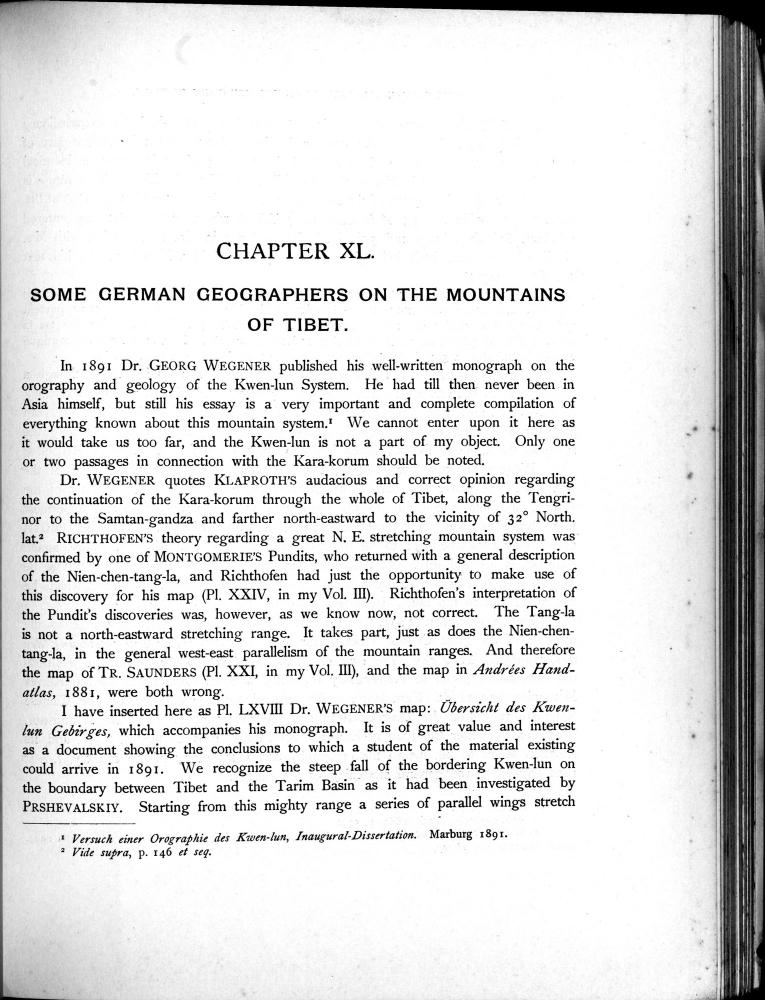 CHAPTER XL.
SOME GERMAN GEOGRAPHERS ON THE MOUNTAINS
OF TIBET.
In 1891 Dr. GEORG WEGENER published his well-written monograph on the
orography and geology of the Kwen-lun System. He had till then never been in
Asia himself, but still his essay is a very important and complete compilation of
everything known about this mountain system.¹ We cannot enter upon it here as
it would take us too far, and the Kwen-lun is not a part of my object. Only one
or two passages in connection with the Kara-korum should be noted.
Dr. WEGENER quotes KLAPROTH'S audacious and correct opinion regarding
the continuation of the Kara-korum through the whole of Tibet, along the Tengri-
nor to the Samtan-gandza and farther north-eastward to the vicinity of 32° North.
lat.² RICHTHOFEN'S theory regarding a great N. E. stretching mountain system was
confirmed by one of MONTGOMERIE'S Pundits, who returned with a general description
of the Nien-chen-tang-la, and Richthofen had just the opportunity to make use of
this discovery for his map (Pl. XXIV, in my Vol. III). Richthofen's interpretation of
the Pundit's discoveries was, however, as we know now, not correct. The Tang-la
is not a north-eastward stretching range. It takes part, just as does the Nien-chen-
tang-la, in the general west-east parallelism of the mountain ranges. And therefore
the map of TR. SAUNDERS (Pl. XXI, in my Vol. III), and the map in Andrées Hand-
atlas, 1881, were both wrong.
I have inserted here as Pl. LXVIII Dr. WEGENER'S map: Übersicht des Kwen-
lun Gebirges, which accompanies his monograph. It is of great value and interest
as a document showing the conclusions to which a student of the material existing
could arrive in 1891. We recognize the steep fall of the bordering Kwen-lun on
the boundary between Tibet and the Tarim Basin as it had been investigated by
PRSHEVALSKIY. Starting from this mighty range a series of parallel wings stretch
¹ Versuch einer Orographie des Kwen-lun, Inaugural-Dissertation. Marburg 1891.
² Vide supra, p. 146 et seq.